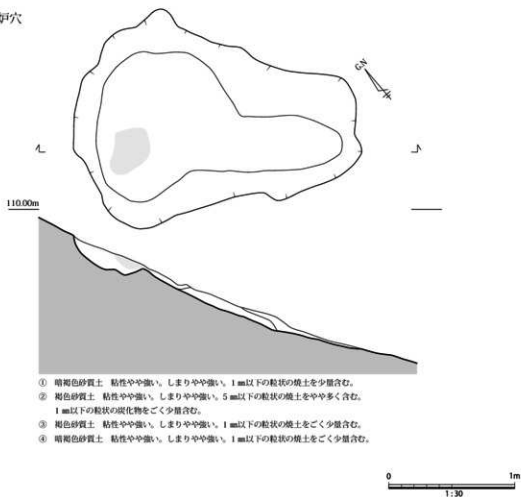 炉穴
G.N
110.00m
① 暗褐色砂質土 粘性やや強い。しまりやや強い。1㎜以下の粒状の焼土を少量含む。
② 褐色砂質土 粘性やや強い。しまりやや強い。5㎜以下の粒状の焼土をやや多く含む。
1㎜以下の粒状の炭化物をごく少量含む。
③ 褐色砂質土 粘性やや強い。しまりやや強い。1㎜以下の粒状の焼土をごく少量含む。
④ 暗褐色砂質土 粘性やや強い。しまりやや強い。1㎜以下の粒状の焼土をごく少量含む。
0 1m
1:30